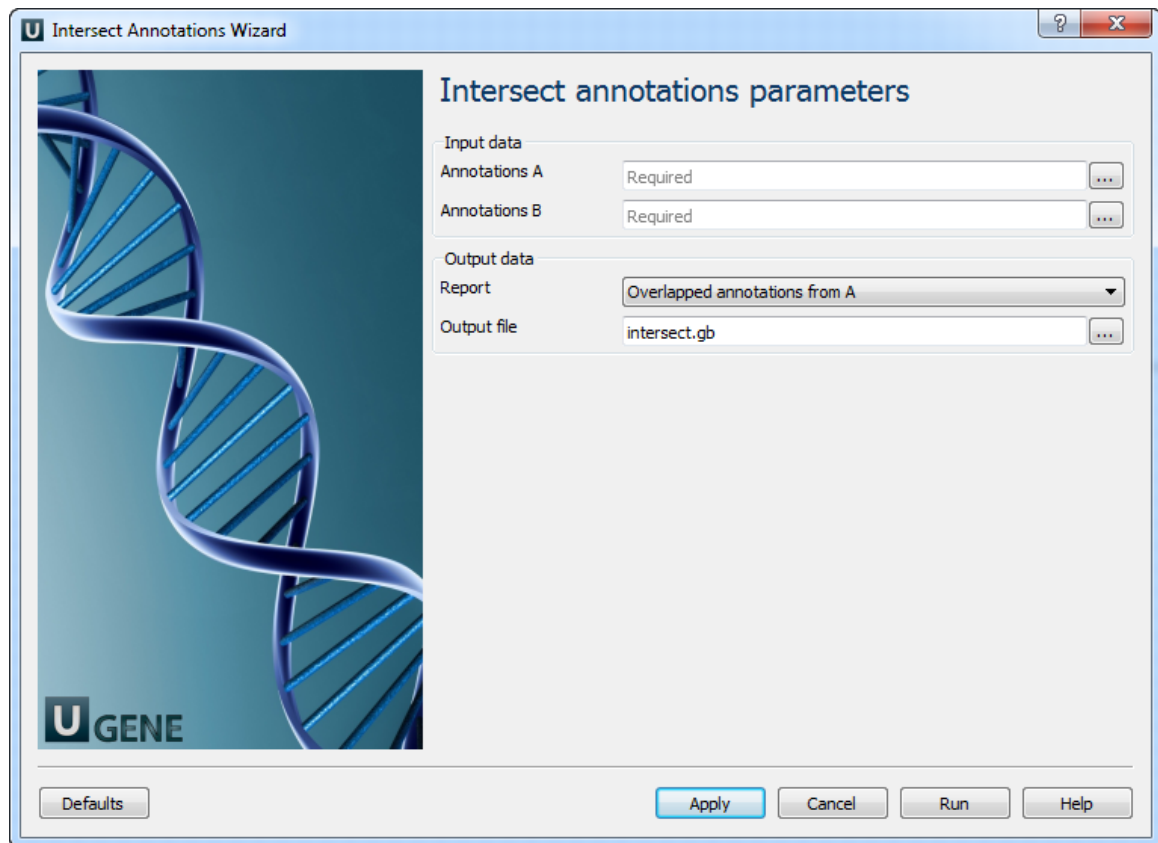 U Intersect Annotations Wizard
Intersect annotations parameters
Input data
Annotations A Required ...
Annotations B Required ...
Output data
Report Overlapped annotations from A
Output file intersect.gb ...
U GENE
Defaults Apply Cancel Run Help